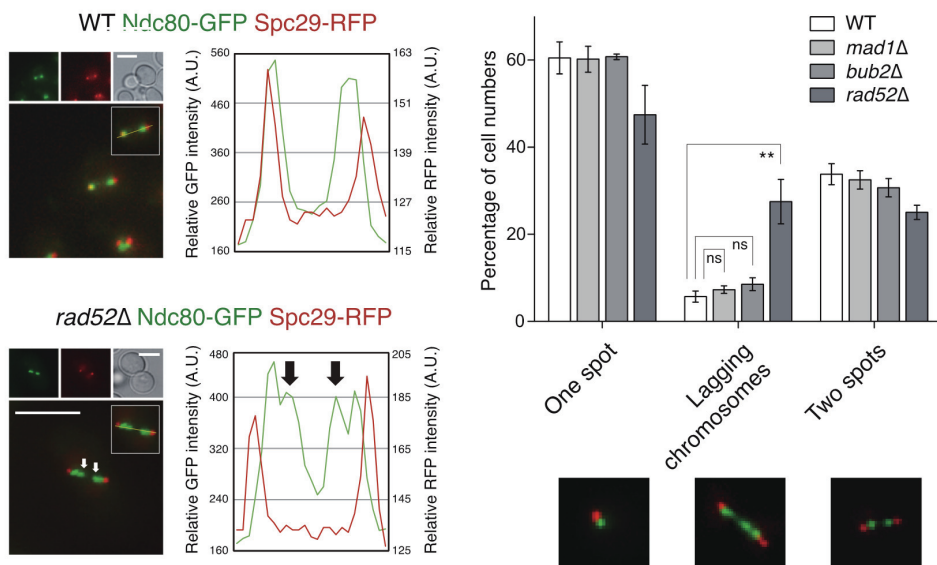 WT Ndc80-GFP Spc29-RFP
Relative GFP intensity (A.U.)
560
460
360
260
160
163
151
139
127
115
Relative RFP intensity (A.U.)
rad52Δ Ndc80-GFP Spc29-RFP
Relative GFP intensity (A.U.)
480
400
320
240
160
205
185
165
145
125
Relative RFP intensity (A.U.)
WT
mad1Δ
bub2Δ
rad52Δ
Percentage of cell numbers
60
40
20
0
**
ns
ns
One spot
Lagging
chromosomes
Two spots